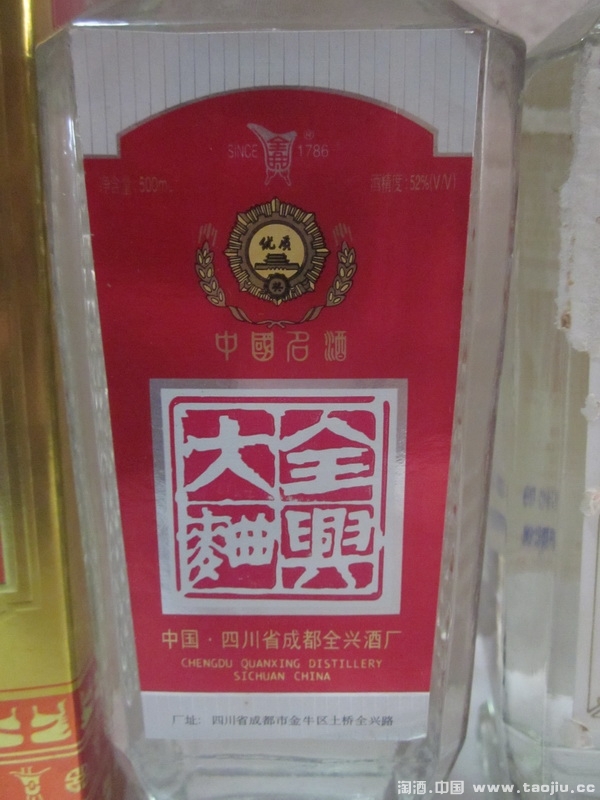 SINCE 1786 ®
净含量: 500mL 酒精度: 52%(V/V)
优质
奖
中國名酒
全興
大麯
中国·四川省成都全兴酒厂
CHENGDU QUANXING DISTILLERY
SICHUAN CHINA
厂址: 四川省成都市金牛区土桥全兴路
淘酒.中国 www.taojiu.cc